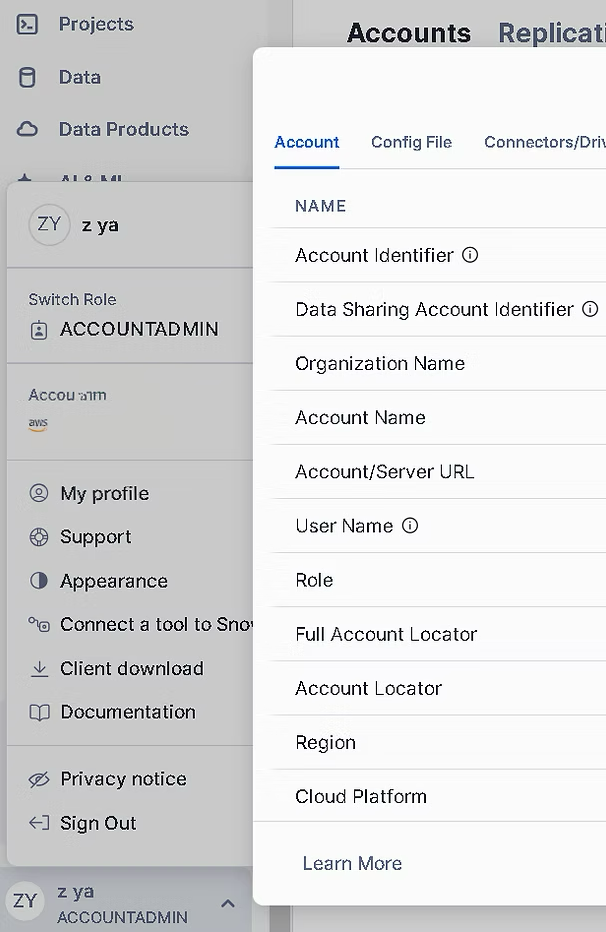 Projects
Data
Data Products
AI & ML
ZY z ya
Switch Role
ACCOUNTADMIN
aws
My profile
Support
Appearance
Connect a tool to Sno
Client download
Documentation
Privacy notice
Sign Out
ZY z ya
ACCOUNTADMIN
Accounts Replicati
Account Config File Connectors/Driv
NAME
Account Identifier
Data Sharing Account Identifier
Organization Name
Account Name
Account/Server URL
User Name
Role
Full Account Locator
Account Locator
Region
Cloud Platform
Learn More